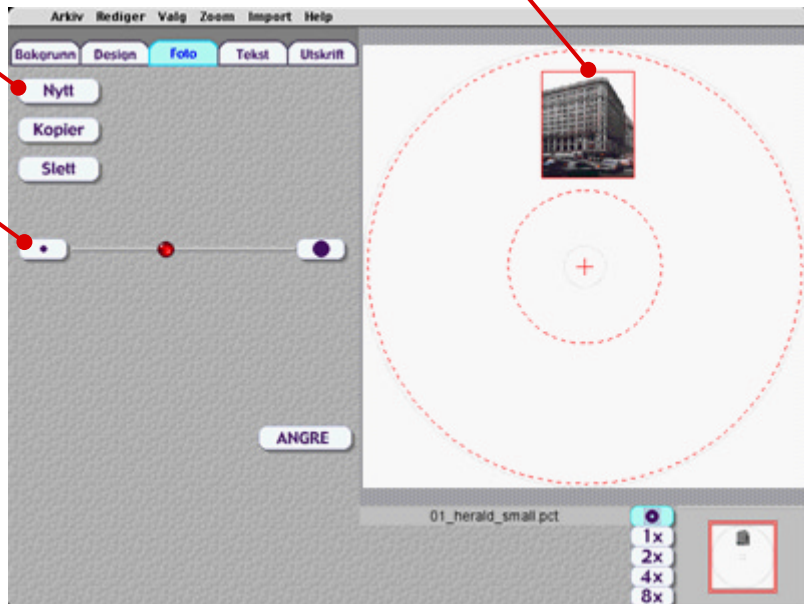 Arkiv Rediger Valg Zoom Import Help
Bakgrunn Design Foto Tekst Utskrift
Nytt
Kopier
Slett
ANGRE
01_herald_small.pct
1x
2x
4x
8x